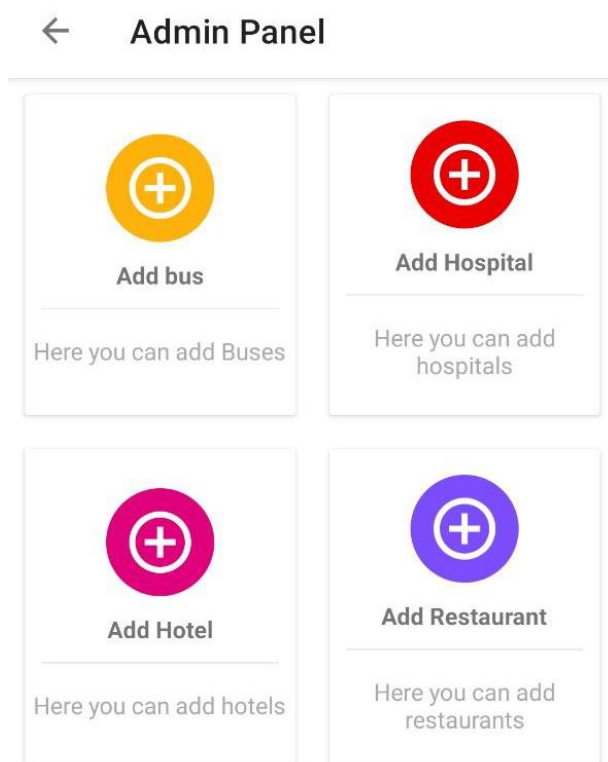 Admin Panel
Add bus
Here you can add Buses
Add Hospital
Here you can add
hospitals
Add Hotel
Here you can add hotels
Add Restaurant
Here you can add
restaurants